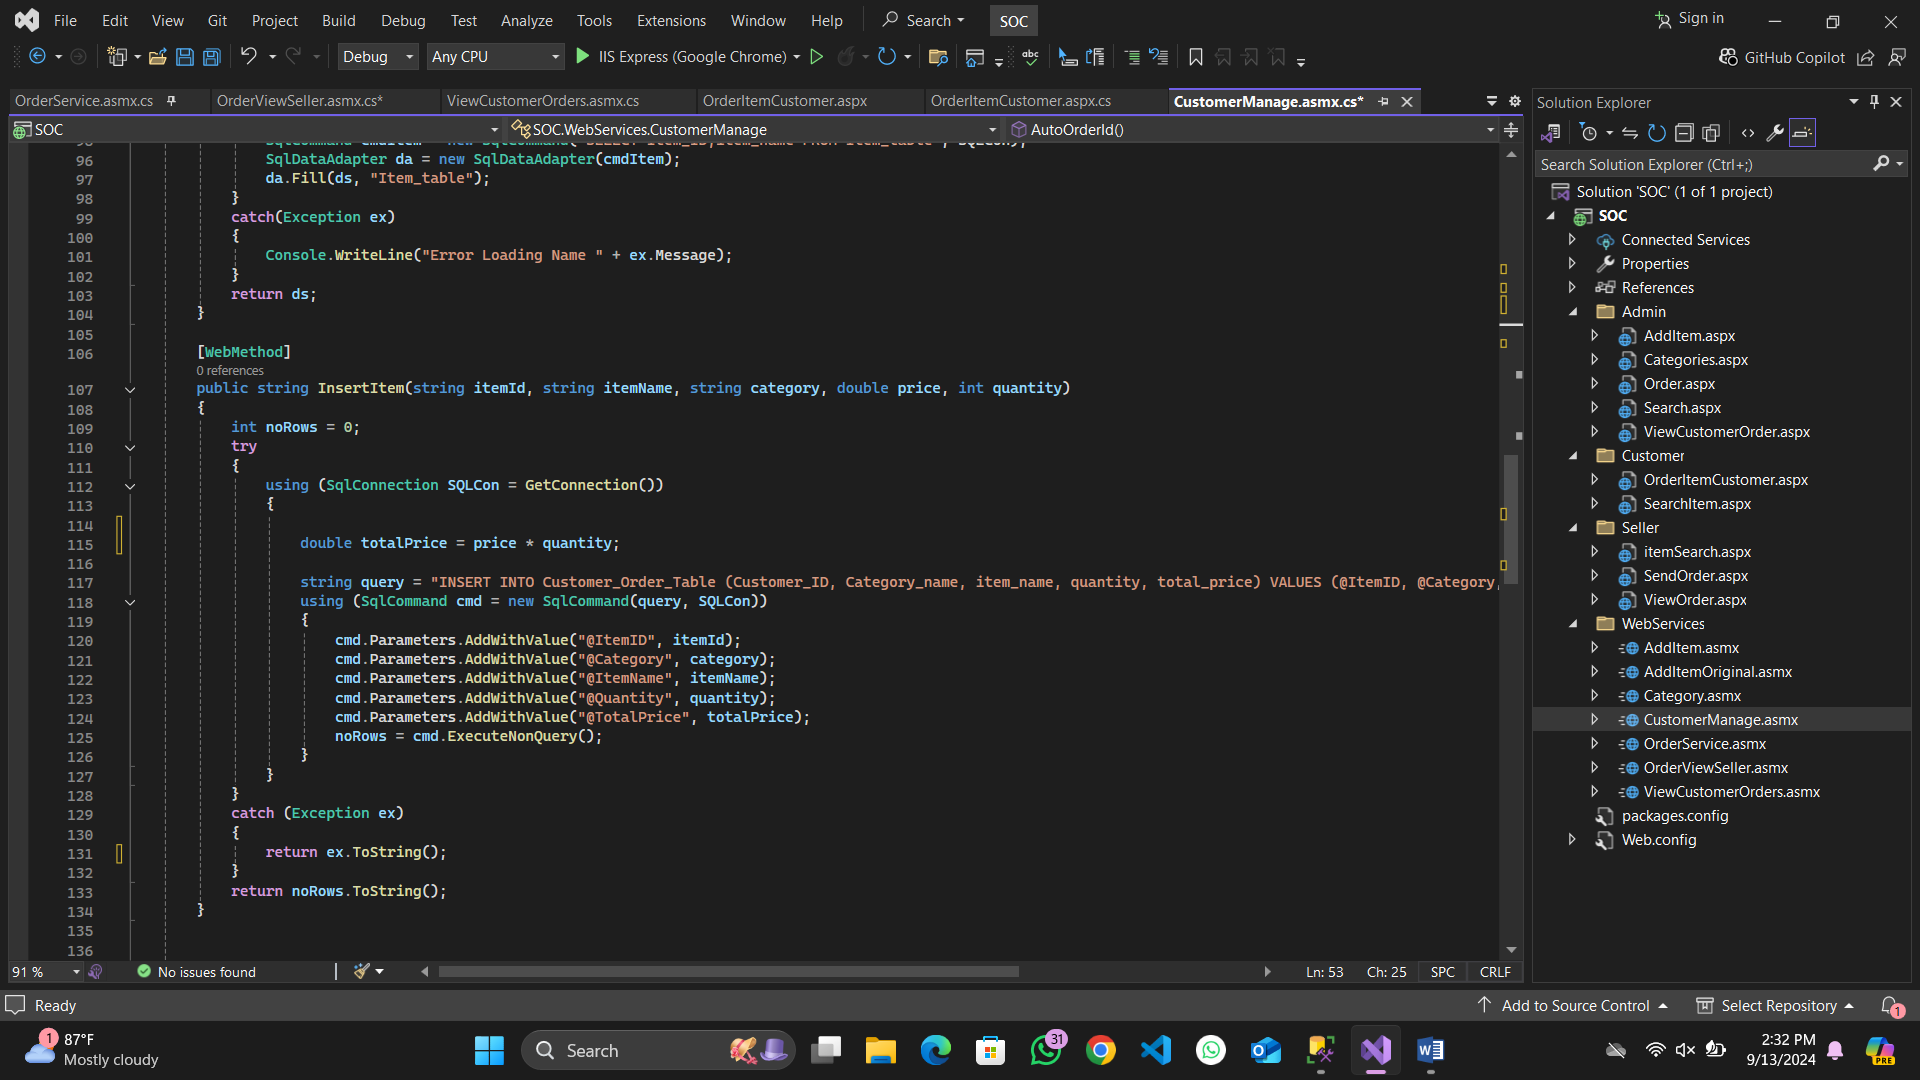 File Edit View Git Project Build Debug Test Analyze Tools Extensions Window Help Search SOC Sign in
Debug Any CPU IIS Express (Google Chrome) GitHub Copilot
OrderService.asmx.cs OrderViewSeller.asmx.cs* ViewCustomerOrders.asmx.cs OrderItemCustomer.aspx OrderItemCustomer.aspx.cs CustomerManage.asmx.cs*
SOC SOC.WebServices.CustomerManage AutoOrderId()
96 SqlDataAdapter da = new SqlDataAdapter(cmdItem);
97 da.Fill(ds, "Item_table");
98 }
99 catch(Exception ex)
100 {
101 Console.WriteLine("Error Loading Name " + ex.Message);
102 }
103 return ds;
104 }
105
106 [WebMethod]
0 references
107 public string InsertItem(string itemId, string itemName, string category, double price, int quantity)
108 {
109 int noRows = 0;
110 try
111 {
112 using (SqlConnection SQLCon = GetConnection())
113 {
114
115 double totalPrice = price * quantity;
116
117 string query = "INSERT INTO Customer_Order_Table (Customer_ID, Category_name, item_name, quantity, total_price) VALUES (@ItemID, @Category,
118 using (SqlCommand cmd = new SqlCommand(query, SQLCon))
119 {
120 cmd.Parameters.AddWithValue("@ItemID", itemId);
121 cmd.Parameters.AddWithValue("@Category", category);
122 cmd.Parameters.AddWithValue("@ItemName", itemName);
123 cmd.Parameters.AddWithValue("@Quantity", quantity);
124 cmd.Parameters.AddWithValue("@TotalPrice", totalPrice);
125 noRows = cmd.ExecuteNonQuery();
126 }
127 }
128 }
129 catch (Exception ex)
130 {
131 return ex.ToString();
132 }
133 return noRows.ToString();
134 }
135
136
91 % No issues found Ln: 53 Ch: 25 SPC CRLF
Solution Explorer
Search Solution Explorer (Ctrl+;)
Solution 'SOC' (1 of 1 project)
SOC
Connected Services
Properties
References
Admin
AddItem.aspx
Categories.aspx
Order.aspx
Search.aspx
ViewCustomerOrder.aspx
Customer
OrderItemCustomer.aspx
SearchItem.aspx
Seller
itemSearch.aspx
SendOrder.aspx
ViewOrder.aspx
WebServices
AddItem.asmx
AddItemOriginal.asmx
Category.asmx
CustomerManage.asmx
OrderService.asmx
OrderViewSeller.asmx
ViewCustomerOrders.asmx
packages.config
Web.config
Ready Add to Source Control Select Repository 1
1 87°F
Mostly cloudy
Search
31
2:32 PM
9/13/2024
PRE